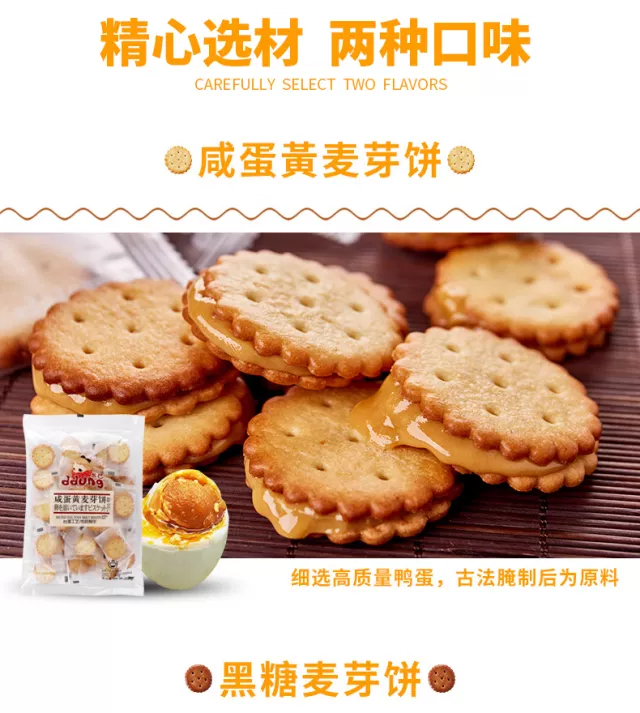 精心选材 两种口味
CAREFULLY SELECT TWO FLAVORS
咸蛋黃麦芽饼
ddung
咸蛋黄麦芽饼
细选高质量鸭蛋，古法腌制后为原料
黑糖麦芽饼